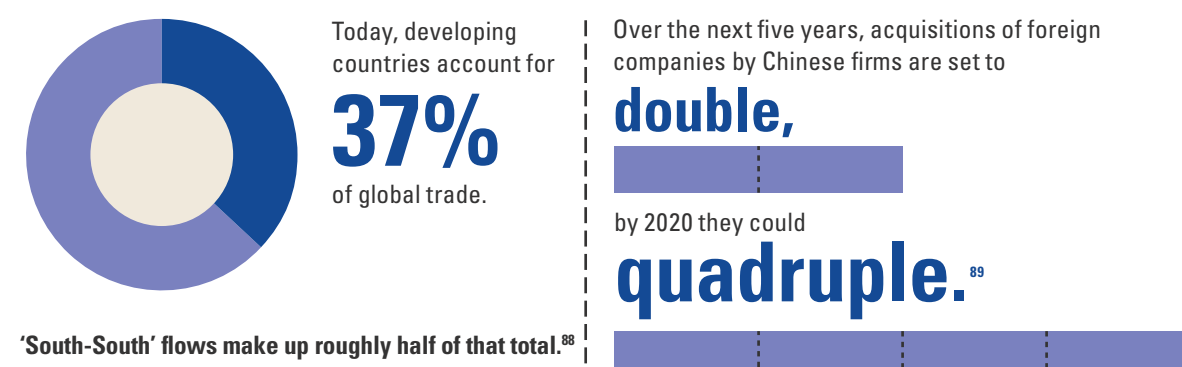 Today, developing
countries account for
37%
of global trade.
'South-South' flows make up roughly half of that total.88
Over the next five years, acquisitions of foreign
companies by Chinese firms are set to
double,
by 2020 they could
quadruple.89